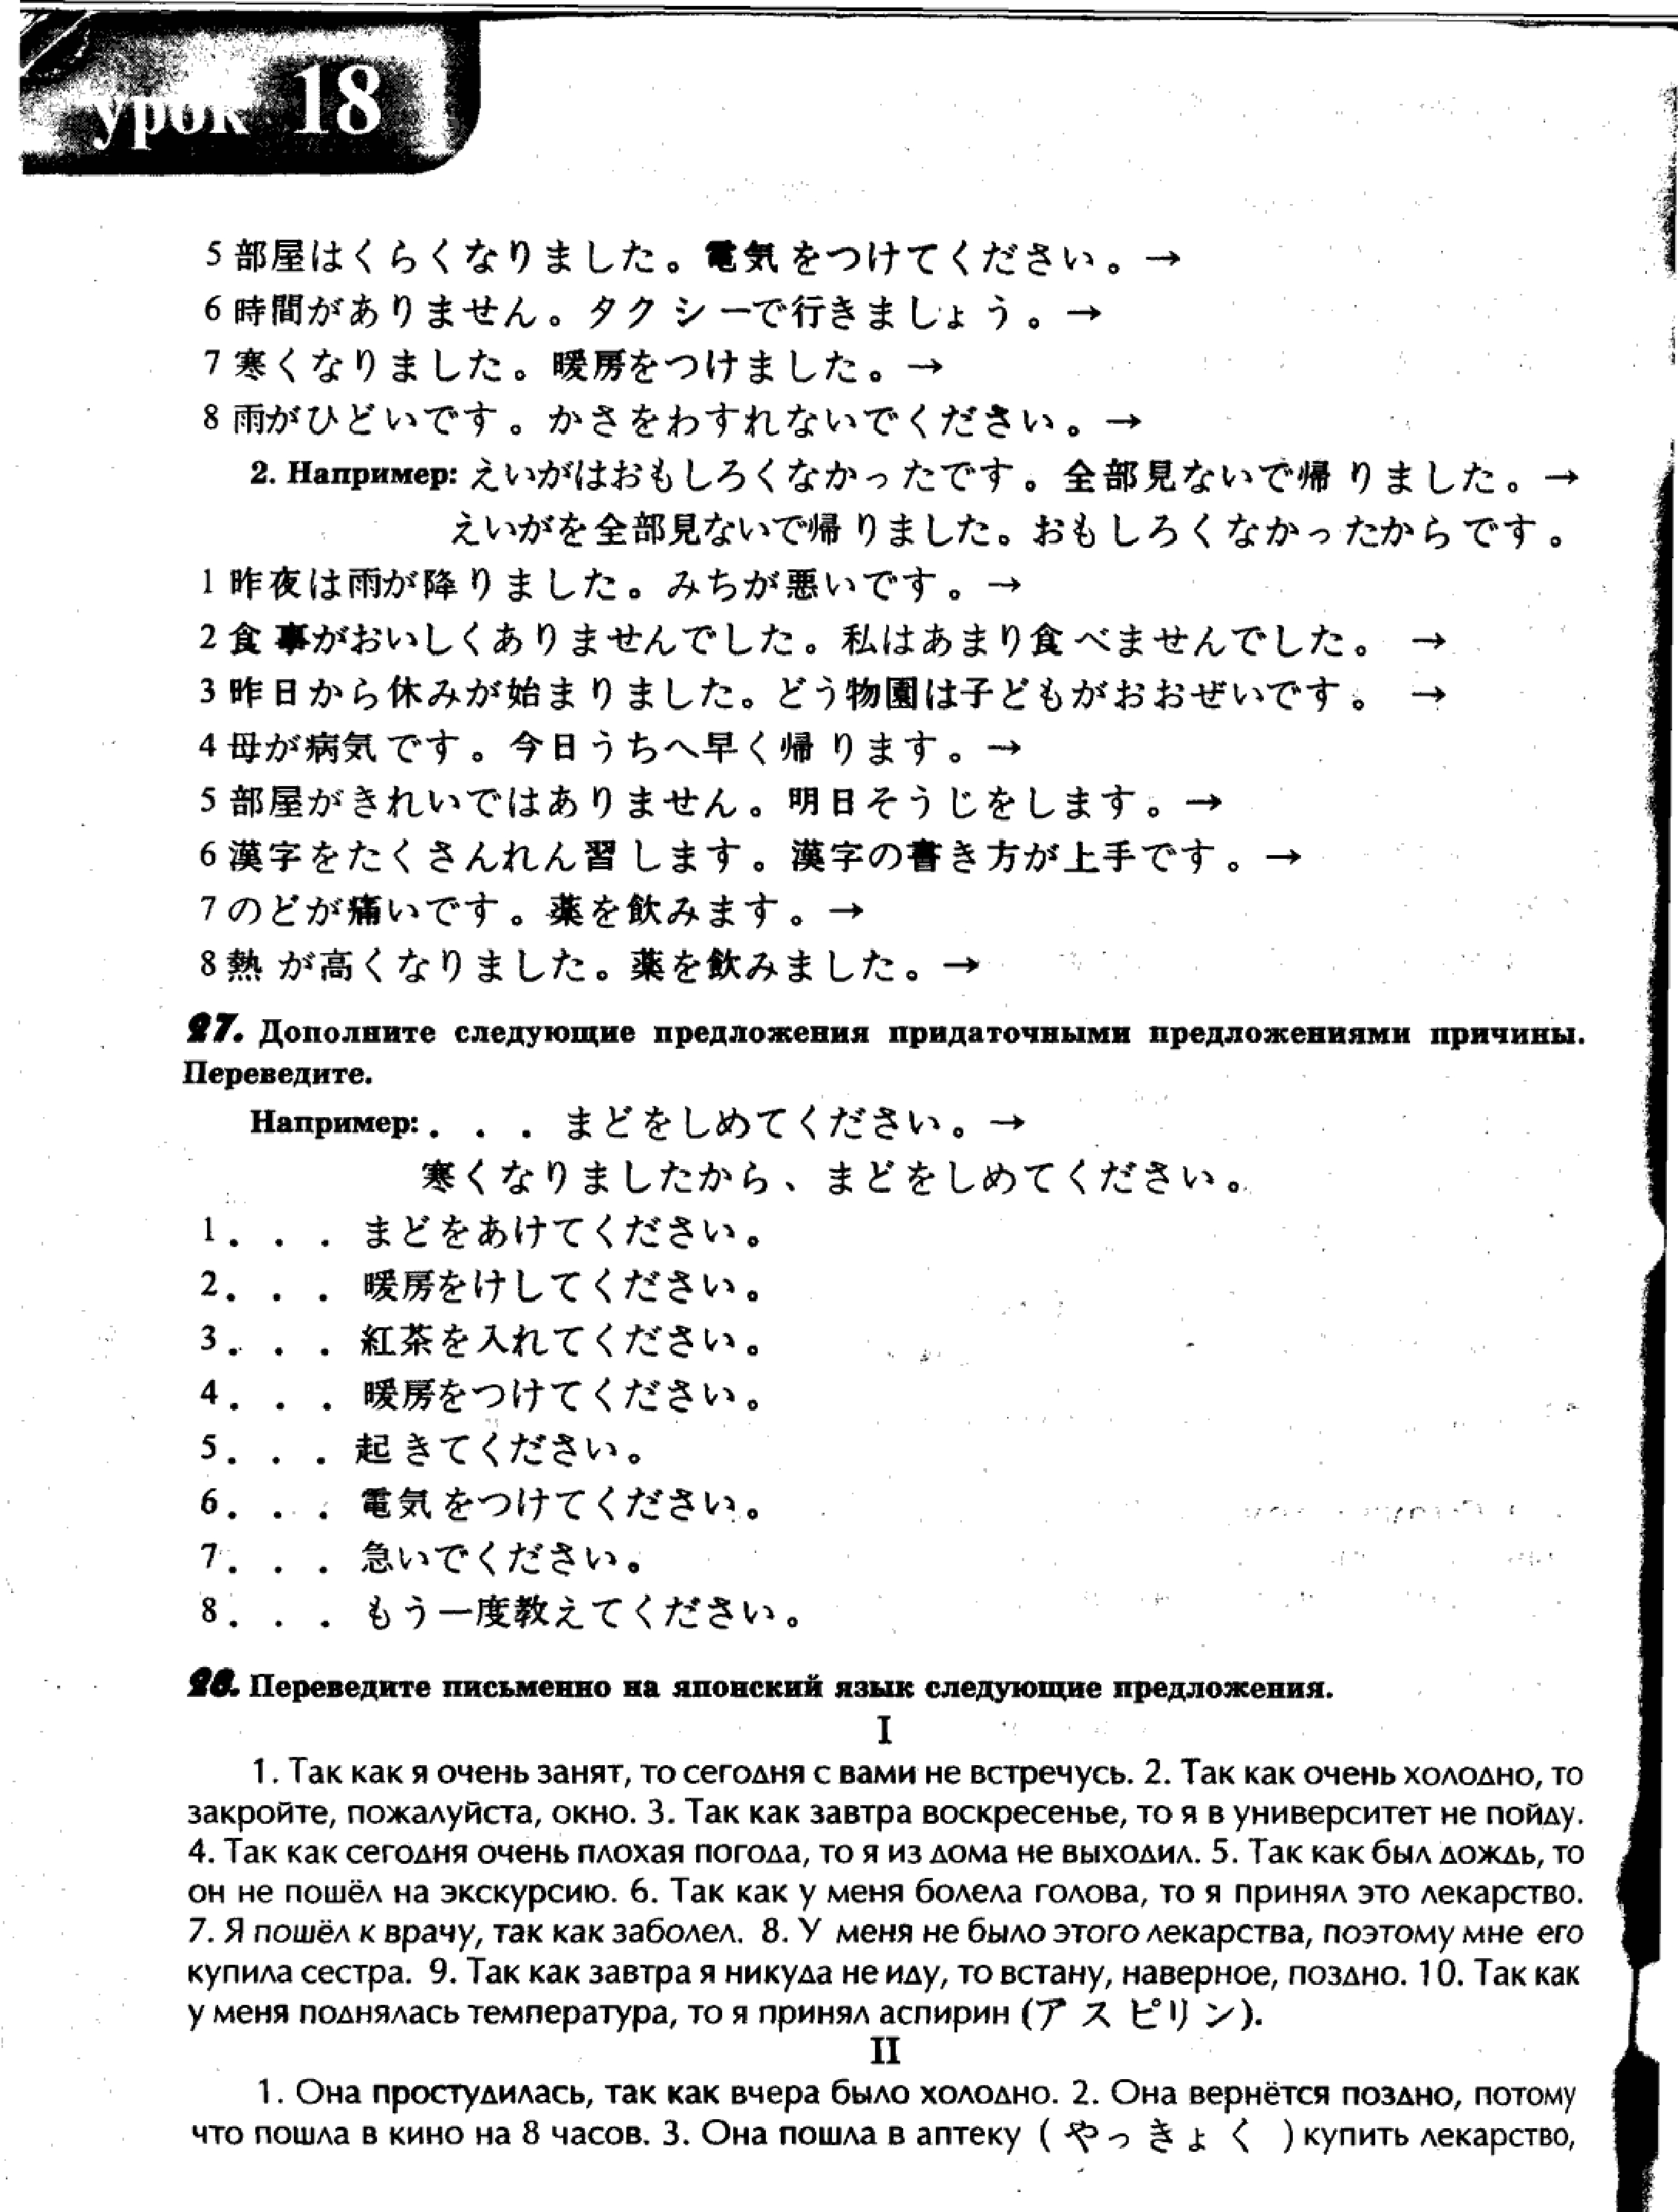 урок 18
5 部屋はくらくなりました。電気をつけてください。→
6 時間がありません。タクシーで行きましょう。→
7 寒くなりました。暖房をつけました。→
8 雨がひどいです。かさをわすれないでください。→
2. Например: えいがはおもしろくなかったです。全部見ないで帰りました。→
えいがを全部見ないで帰りました。おもしろくなかったからです。
1 昨夜は雨が降りました。みちが悪いです。→
2 食事がおいしくありませんでした。私はあまり食べませんでした。 →
3 昨日から休みが始まりました。どう物園は子どもがおおぜいです。 →
4 母が病気です。今日うちへ早く帰ります。→
5 部屋がきれいではありません。明日そうじをします。→
6 漢字をたくさんれん習します。漢字の書き方が上手です。→
7 のどが痛いです。薬を飲みます。→
8 熱が高くなりました。薬を飲みました。→
27. Дополните следующие предложения придаточными предложениями причины.
Переведите.
Например: . . . まどをしめてください。→
寒くなりましたから、まどをしめてください。
1 . . . まどをあけてください。
2 . . . 暖房をけしてください。
3 . . . 紅茶を入れてください。
4 . . . 暖房をつけてください。
5 . . . 起きてください。
6 . . . 電気をつけてください。
7 . . . 急いでください。
8 . . . もう一度教えてください。
28. Переведите письменно на японский язык следующие предложения.
I
1. Так как я очень занят, то сегодня с вами не встречусь. 2. Так как очень холодно, то
закройте, пожалуйста, окно. 3. Так как завтра воскресенье, то я в университет не пойду.
4. Так как сегодня очень плохая погода, то я из дома не выходил. 5. Так как был дождь, то
он не пошёл на экскурсию. 6. Так как у меня болела голова, то я принял это лекарство.
7. Я пошёл к врачу, так как заболел. 8. У меня не было этого лекарства, поэтому мне его
купила сестра. 9. Так как завтра я никуда не иду, то встану, наверное, поздно. 10. Так как
у меня поднялась температура, то я принял аспирин (アスピリン).
II
1. Она простудилась, так как вчера было холодно. 2. Она вернётся поздно, потому
что пошла в кино на 8 часов. 3. Она пошла в аптеку ( やっきょく ) купить лекарство,